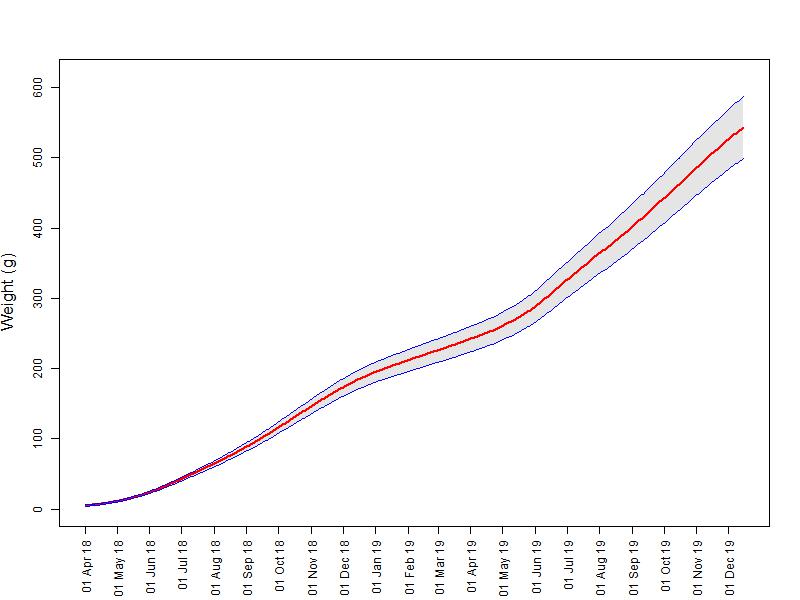 Weight (g)
600
500
400
300
200
100
0
01 Apr 18
01 May 18
01 Jun 18
01 Jul 18
01 Aug 18
01 Sep 18
01 Oct 18
01 Nov 18
01 Dec 18
01 Jan 19
01 Feb 19
01 Mar 19
01 Apr 19
01 May 19
01 Jun 19
01 Jul 19
01 Aug 19
01 Sep 19
01 Oct 19
01 Nov 19
01 Dec 19